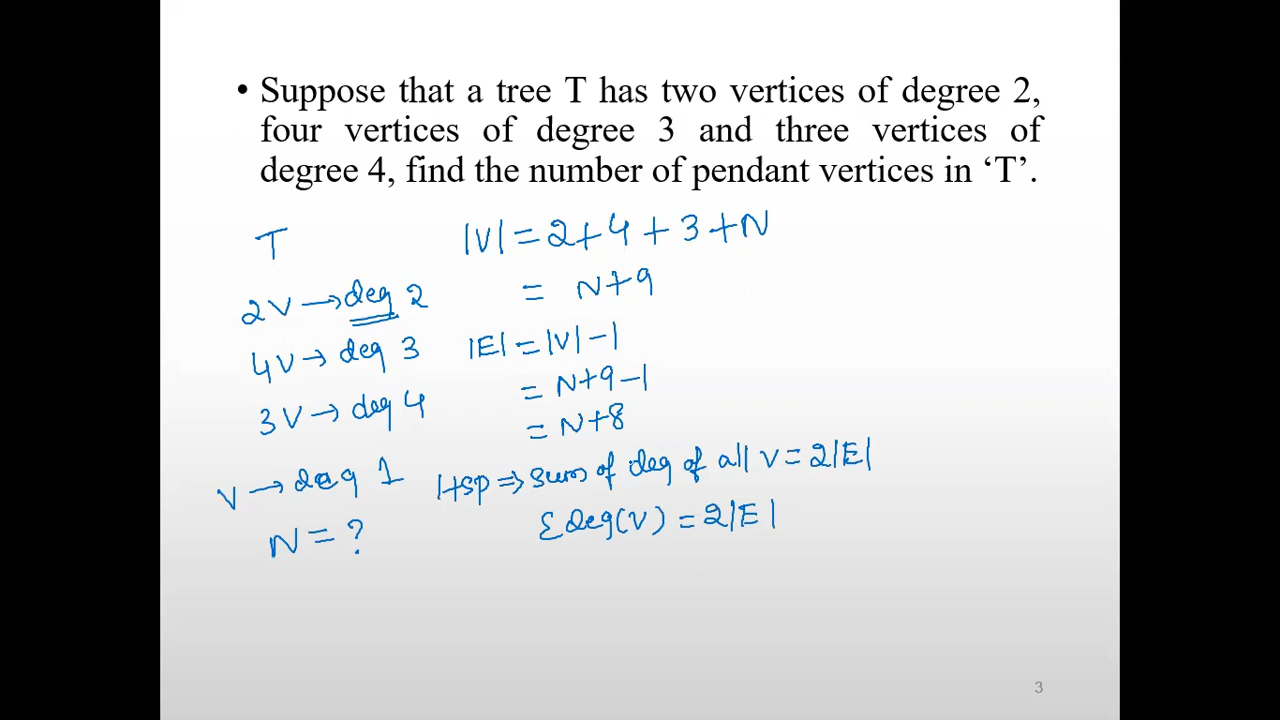 • Suppose that a tree T has two vertices of degree 2,
four vertices of degree 3 and three vertices of
degree 4, find the number of pendant vertices in ‘T’.
T
2V → deg 2
4V → deg 3
3V → deg 4
V → deg 1
N = ?
|V| = 2+4+3+N
= N+9
|E| = |V|-1
= N+9-1
= N+8
HSP ⇒ sum of deg of all V = 2|E|
Σdeg(V) = 2|E|
3